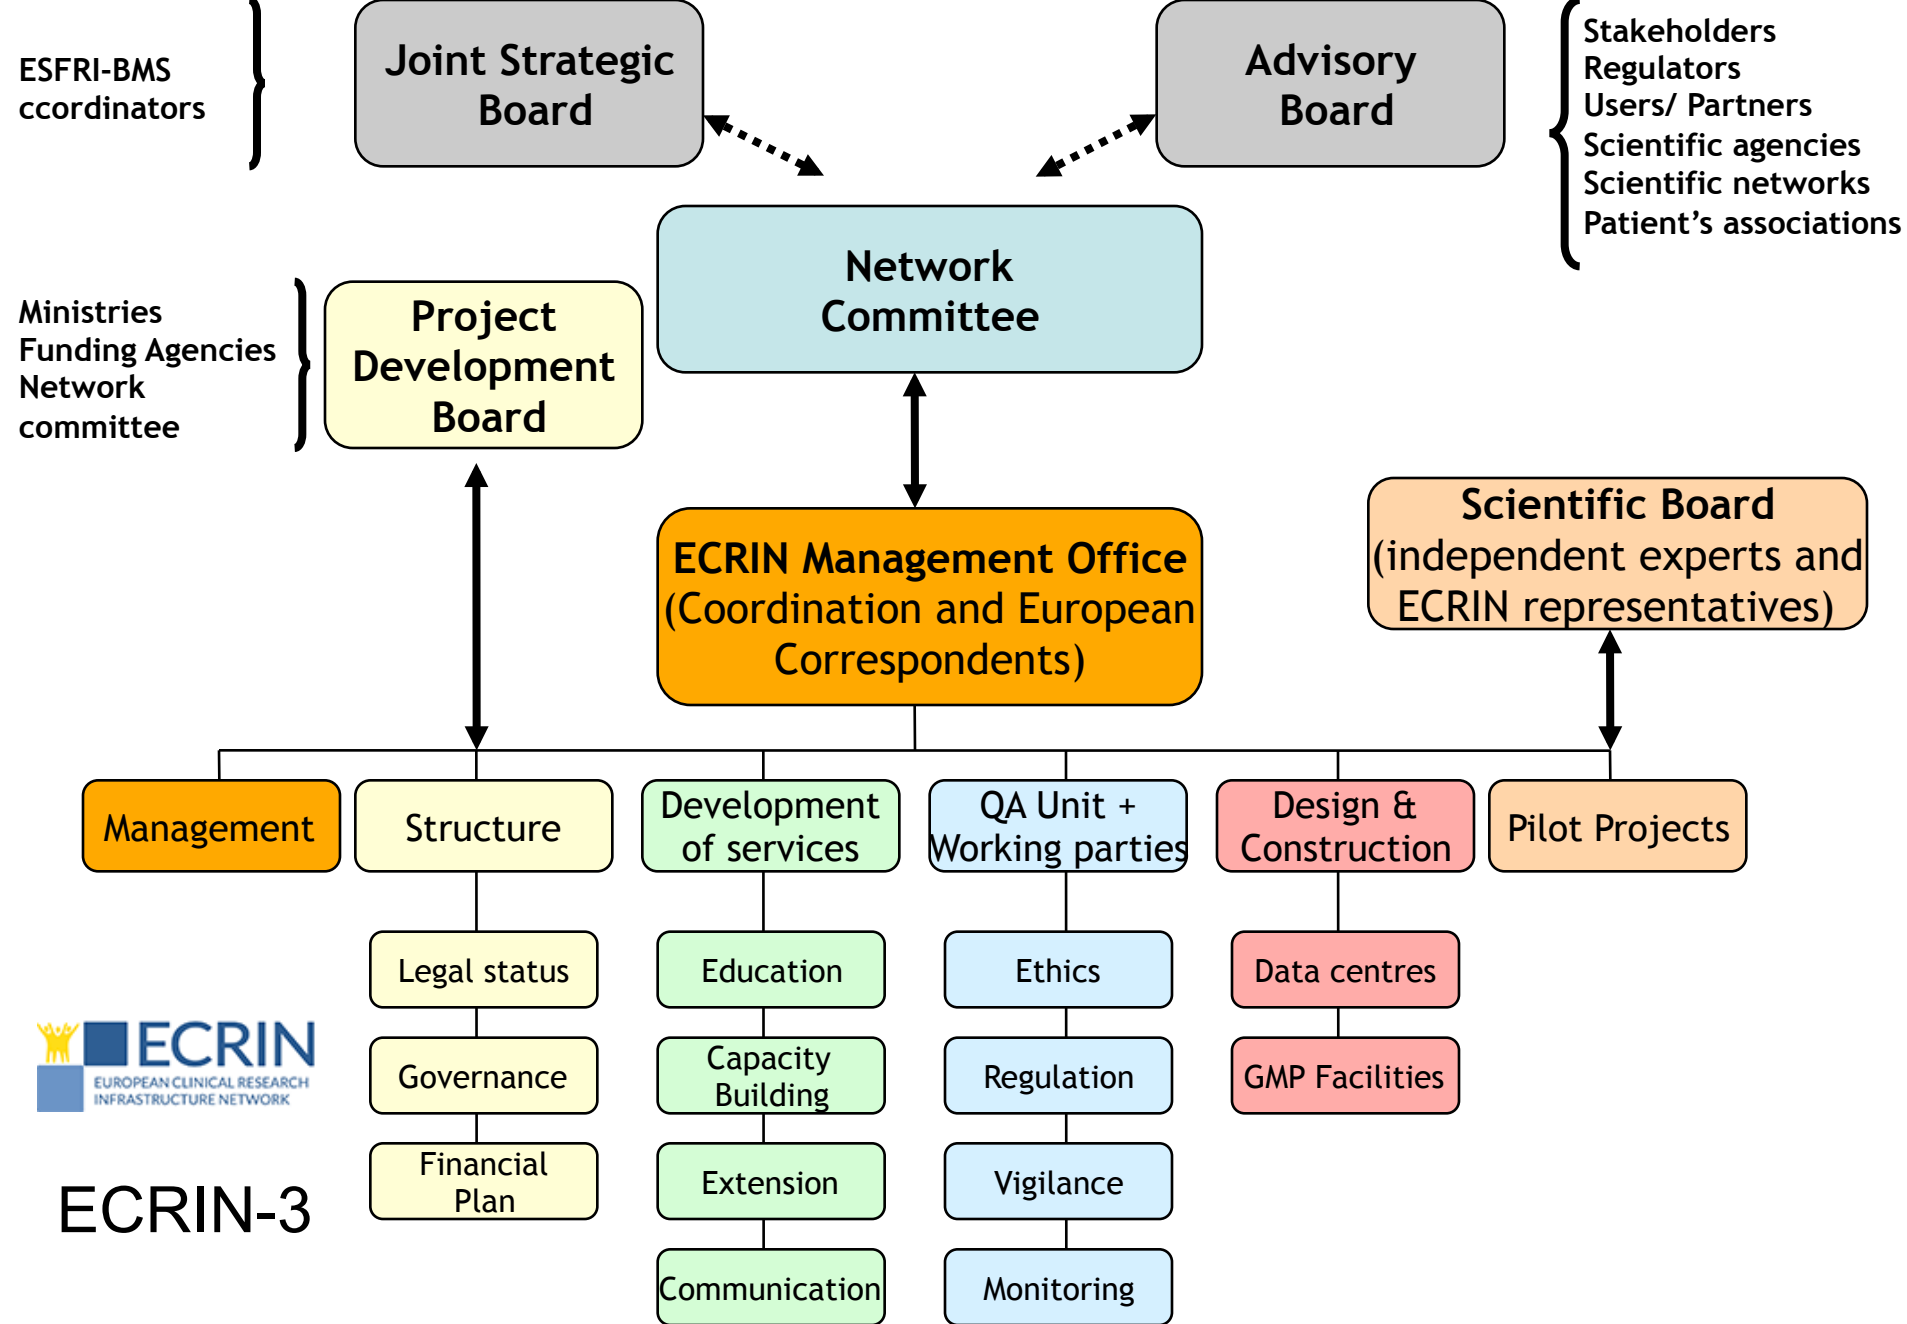 ESFRI-BMS
ccordinators
Joint Strategic
Board
Advisory
Board
Stakeholders
Regulators
Users/ Partners
Scientific agencies
Scientific networks
Patient’s associations
Network
Committee
Ministries
Funding Agencies
Network
committee
Project
Development
Board
ECRIN Management Office
(Coordination and European
Correspondents)
Scientific Board
(independent experts and
ECRIN representatives)
Management
Structure
Development
of services
QA Unit +
Working parties
Design &
Construction
Pilot Projects
Legal status
Governance
Financial
Plan
Education
Capacity
Building
Extension
Communication
Ethics
Regulation
Vigilance
Monitoring
Data centres
GMP Facilities
ECRIN
EUROPEAN CLINICAL RESEARCH
INFRASTRUCTURE NETWORK
ECRIN-3